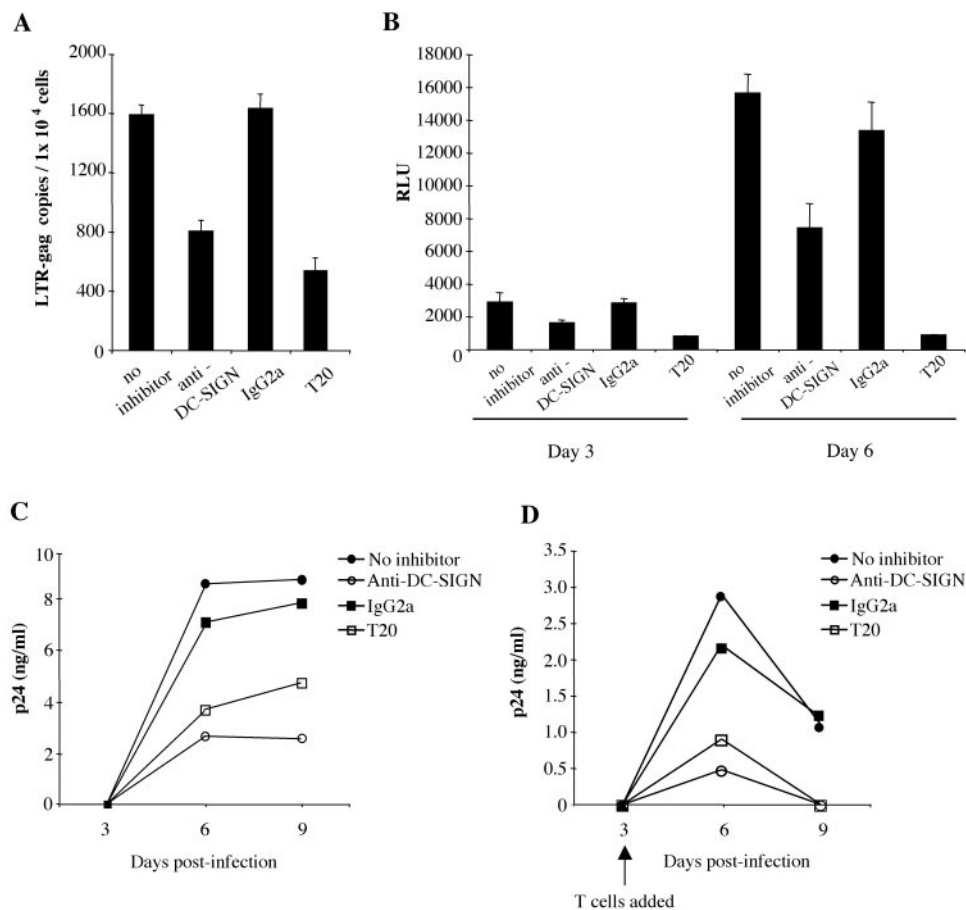 A
2000
1600
1200
800
400
0
LTR-gag copies / 1x 10 4 cells
no inhibitor
anti - DC-SIGN
IgG2a
T20
B
18000
16000
14000
12000
10000
8000
6000
4000
2000
0
RLU
no inhibitor
anti - DC-SIGN
IgG2a
T20
no inhibitor
anti - DC-SIGN
IgG2a
T20
Day 3
Day 6
C
10
8
6
4
2
0
p24 (ng/ml)
No inhibitor
Anti-DC-SIGN
IgG2a
T20
3
6
9
Days post-infection
D
3.5
3.0
2.5
2.0
1.5
1.0
0.5
0
p24 (ng/ml)
No inhibitor
Anti-DC-SIGN
IgG2a
T20
3
6
9
Days post-infection
T cells added